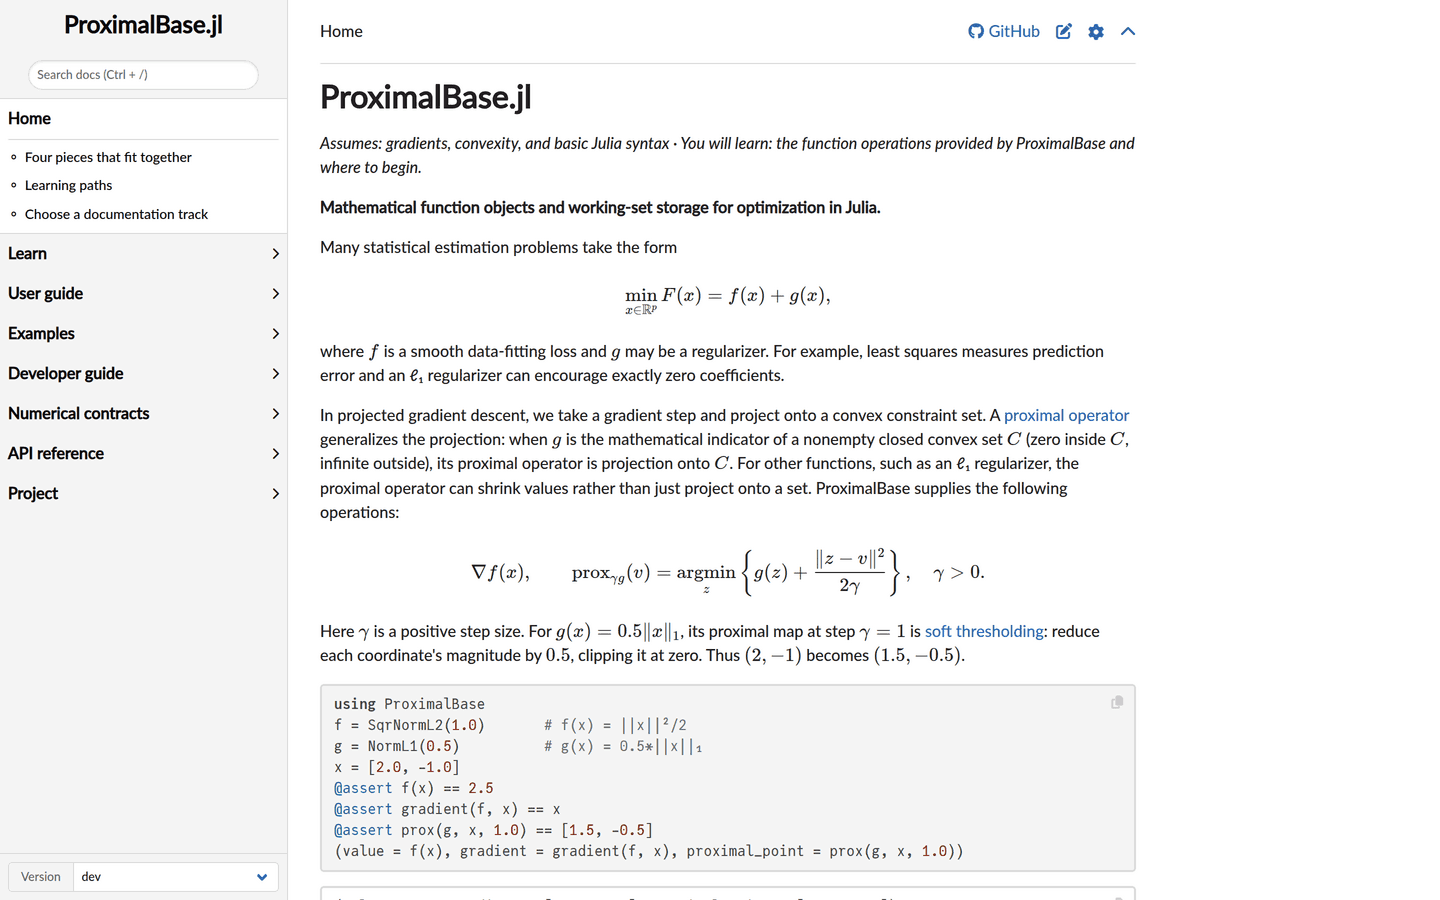 ProximalBase.jl
Search docs (Ctrl + /)
Home
Four pieces that fit together
Learning paths
Choose a documentation track
Learn
User guide
Examples
Developer guide
Numerical contracts
API reference
Project
Version dev
Home
GitHub
ProximalBase.jl
Assumes: gradients, convexity, and basic Julia syntax · You will learn: the function operations provided by ProximalBase and
where to begin.
Mathematical function objects and working-set storage for optimization in Julia.
Many statistical estimation problems take the form
min_{x∈ℝ^p} F(x) = f(x) + g(x),
where f is a smooth data-fitting loss and g may be a regularizer. For example, least squares measures prediction
error and an ℓ₁ regularizer can encourage exactly zero coefficients.
In projected gradient descent, we take a gradient step and project onto a convex constraint set. A proximal operator
generalizes the projection: when g is the mathematical indicator of a nonempty closed convex set C (zero inside C,
infinite outside), its proximal operator is projection onto C. For other functions, such as an ℓ₁ regularizer, the
proximal operator can shrink values rather than just project onto a set. ProximalBase supplies the following
operations:
∇f(x), prox_{γg}(v) = argmin_z { g(z) + ‖z − v‖² / 2γ }, γ > 0.
Here γ is a positive step size. For g(x) = 0.5‖x‖₁, its proximal map at step γ = 1 is soft thresholding: reduce
each coordinate's magnitude by 0.5, clipping it at zero. Thus (2, −1) becomes (1.5, −0.5).
using ProximalBase
f = SqrNormL2(1.0) # f(x) = ||x||²/2
g = NormL1(0.5) # g(x) = 0.5*||x||₁
x = [2.0, -1.0]
@assert f(x) == 2.5
@assert gradient(f, x) == x
@assert prox(g, x, 1.0) == [1.5, -0.5]
(value = f(x), gradient = gradient(f, x), proximal_point = prox(g, x, 1.0))